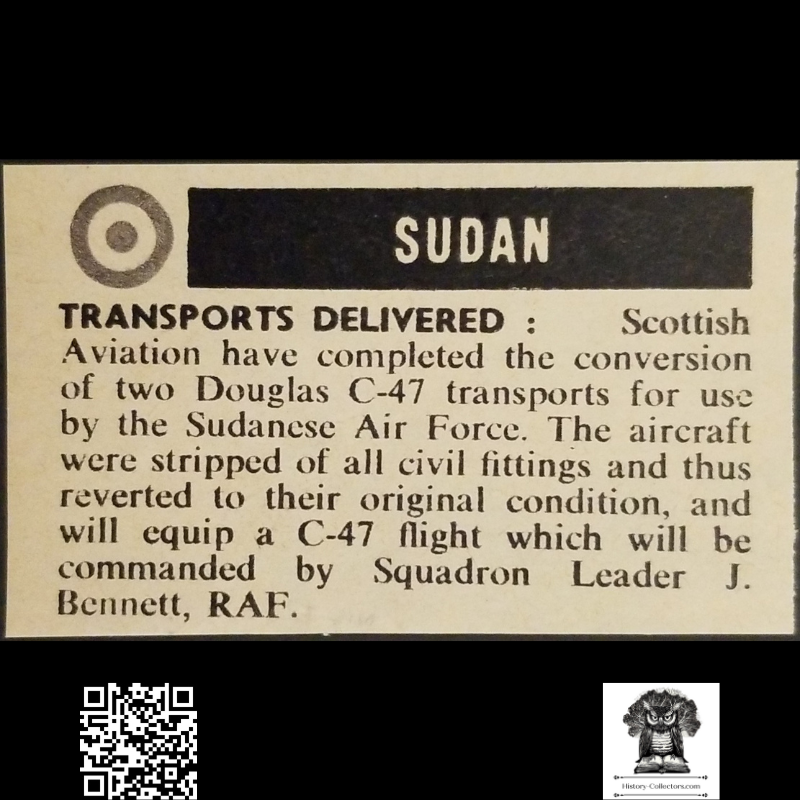 SUDAN
TRANSPORTS DELIVERED : Scottish
Aviation have completed the conversion
of two Douglas C-47 transports for use
by the Sudanese Air Force. The aircraft
were stripped of all civil fittings and thus
reverted to their original condition, and
will equip a C-47 flight which will be
commanded by Squadron Leader J.
Bennett, RAF.
History-Collectors.com